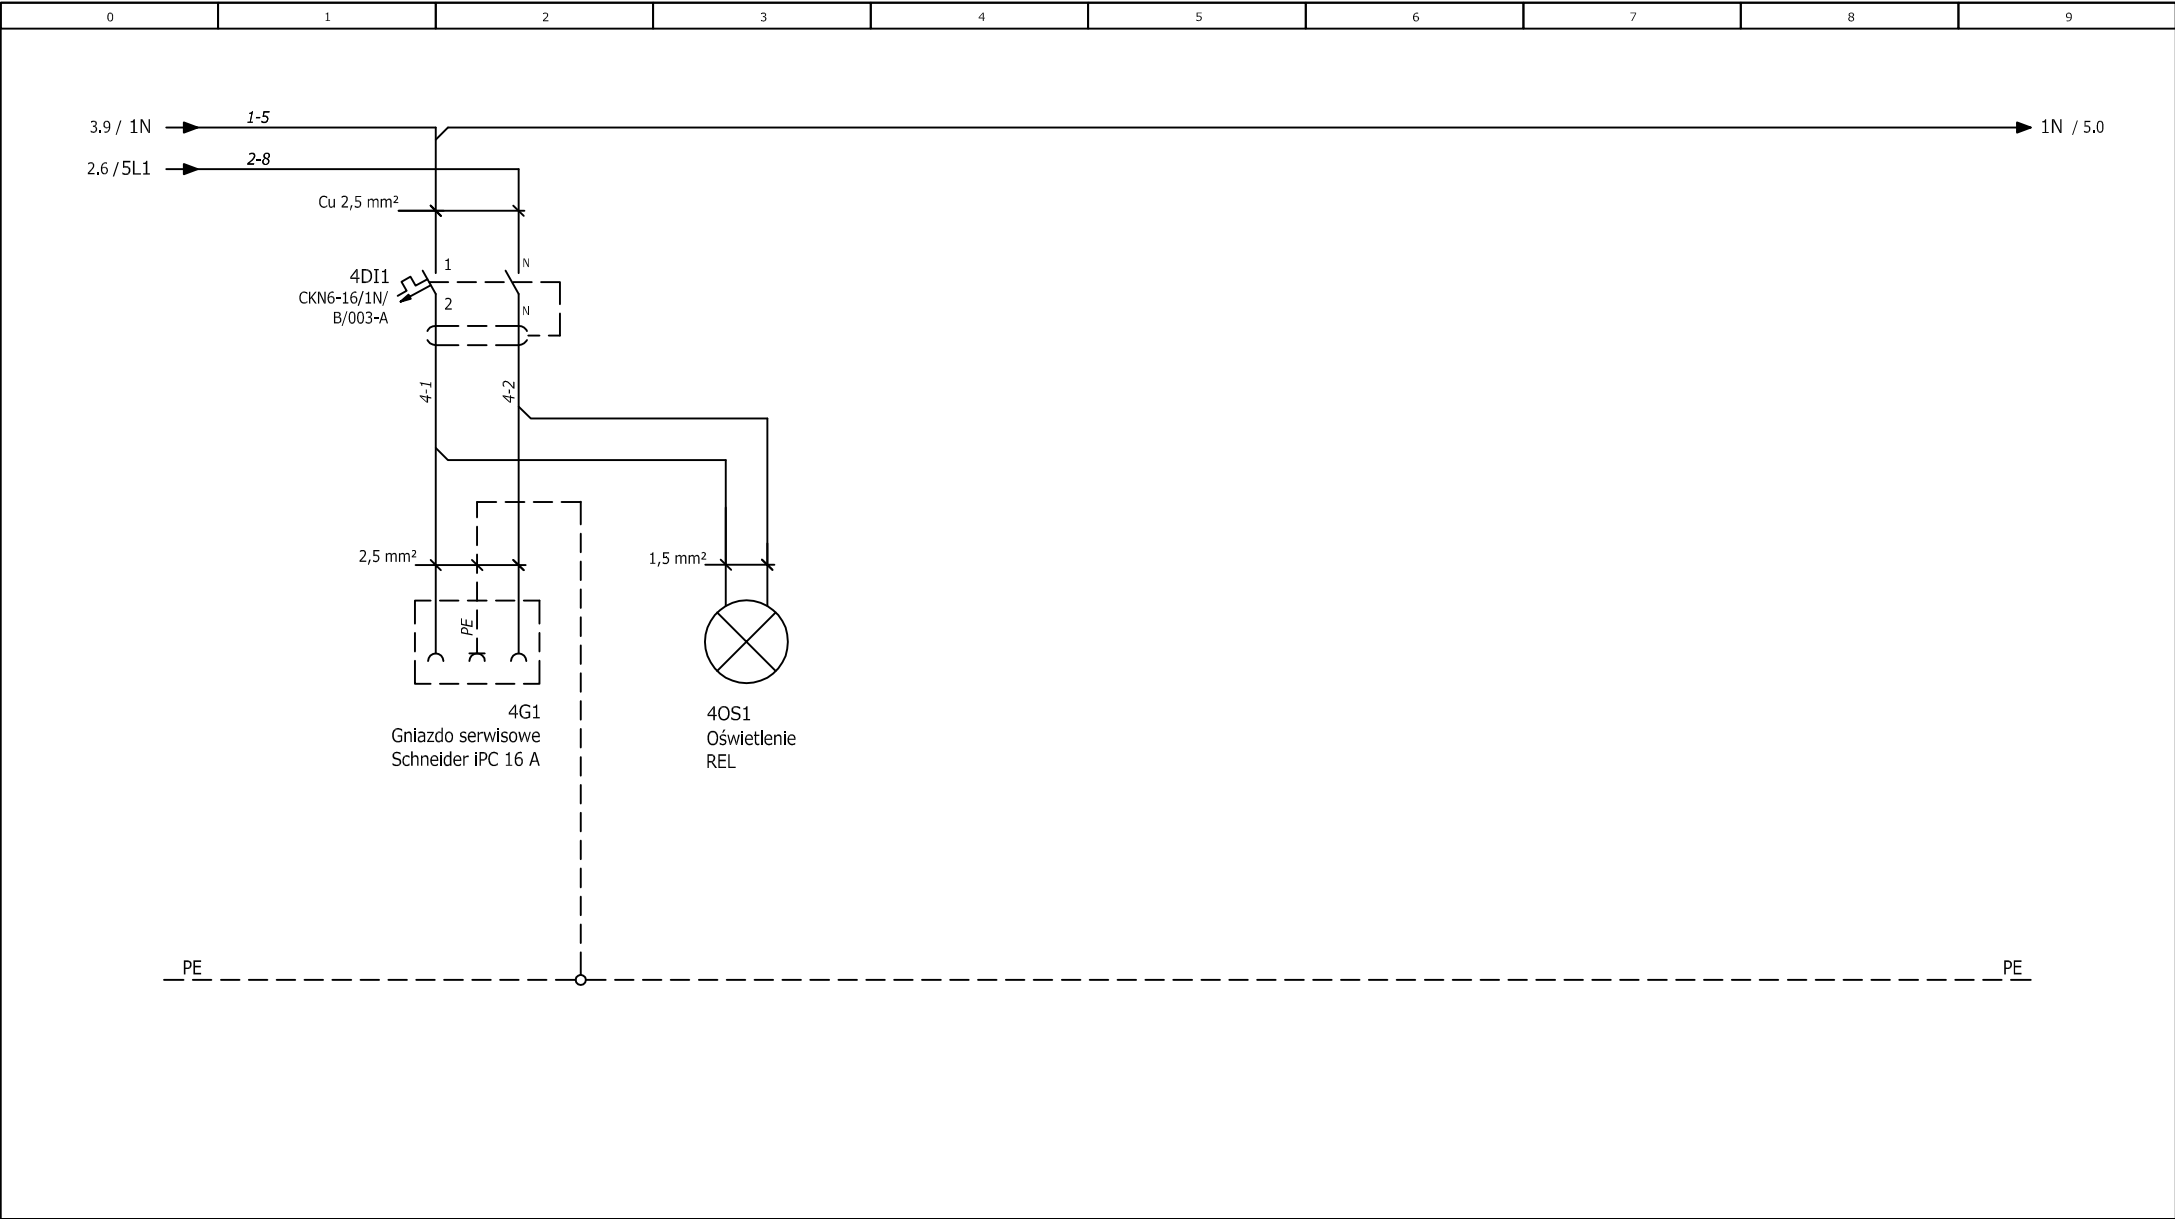 0 1 2 3 4 5 6 7 8 9
3.9 / 1N
1-5
1N / 5.0
2.6 / 5L1
2-8
Cu 2,5 mm²
4DI1
CKN6-16/1N/
B/003-A
1
N
2
N
4-1
4-2
2,5 mm²
1,5 mm²
PE
4G1
Gniazdo serwisowe
Schneider iPC 16 A
4OS1
Oświetlenie
REL
PE
PE